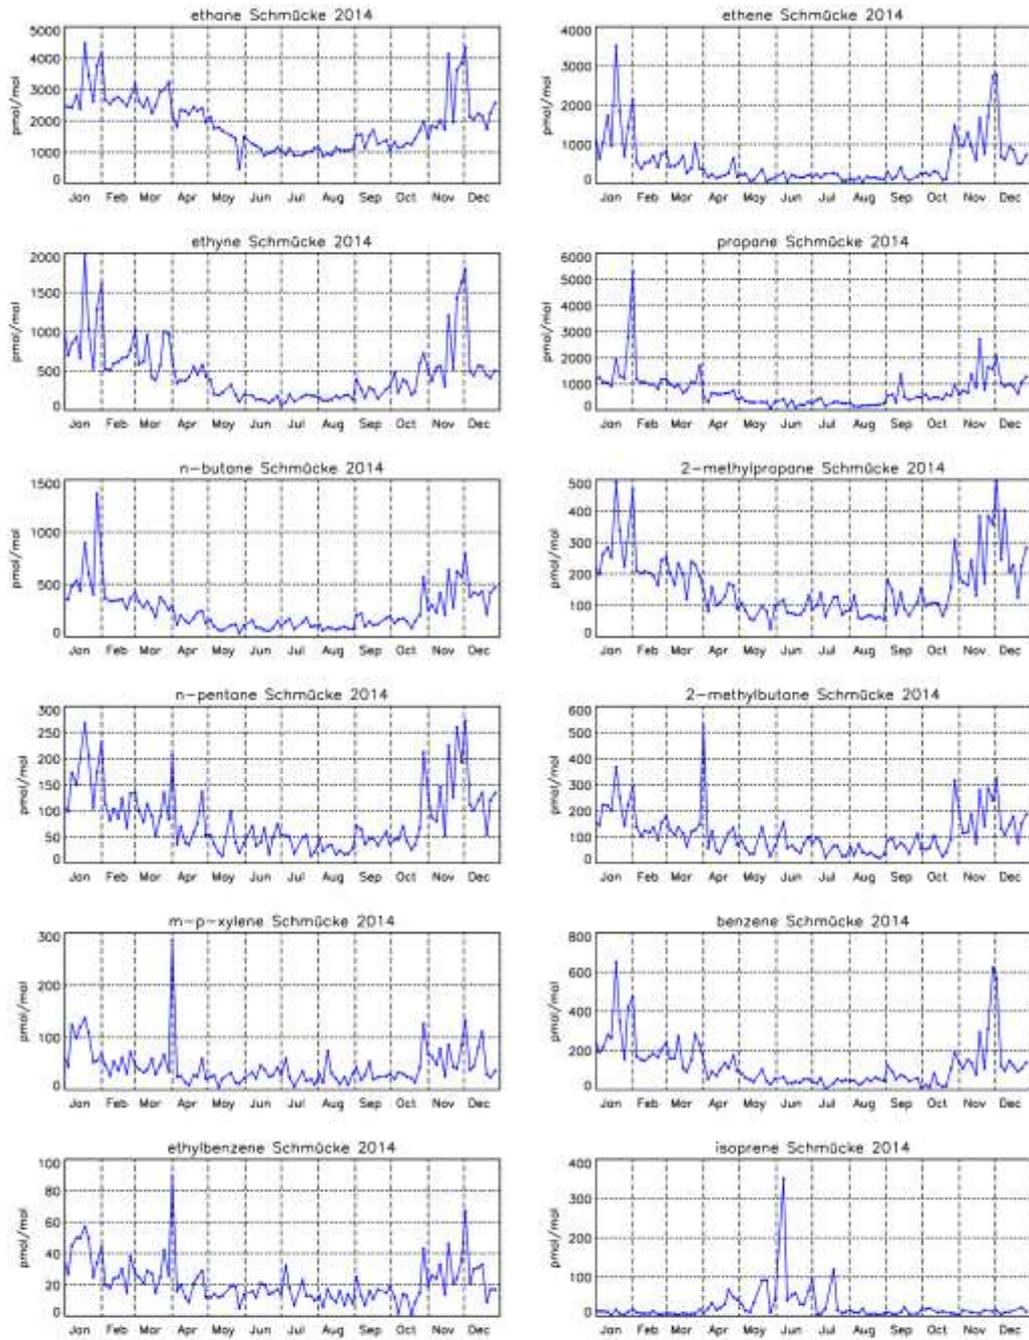 ethane Schmücke 2014
5000
4000
3000
2000
1000
0
pmol/mol
Jan Feb Mar Apr May Jun Jul Aug Sep Oct Nov Dec
ethene Schmücke 2014
4000
3000
2000
1000
0
pmol/mol
Jan Feb Mar Apr May Jun Jul Aug Sep Oct Nov Dec
ethyne Schmücke 2014
2000
1500
1000
500
0
pmol/mol
Jan Feb Mar Apr May Jun Jul Aug Sep Oct Nov Dec
propane Schmücke 2014
6000
5000
4000
3000
2000
1000
0
pmol/mol
Jan Feb Mar Apr May Jun Jul Aug Sep Oct Nov Dec
n-butane Schmücke 2014
1500
1000
500
0
pmol/mol
Jan Feb Mar Apr May Jun Jul Aug Sep Oct Nov Dec
2-methylpropane Schmücke 2014
500
400
300
200
100
0
pmol/mol
Jan Feb Mar Apr May Jun Jul Aug Sep Oct Nov Dec
n-pentane Schmücke 2014
300
250
200
150
100
50
0
pmol/mol
Jan Feb Mar Apr May Jun Jul Aug Sep Oct Nov Dec
2-methylbutane Schmücke 2014
600
500
400
300
200
100
0
pmol/mol
Jan Feb Mar Apr May Jun Jul Aug Sep Oct Nov Dec
m-p-xylene Schmücke 2014
300
200
100
0
pmol/mol
Jan Feb Mar Apr May Jun Jul Aug Sep Oct Nov Dec
benzene Schmücke 2014
800
600
400
200
0
pmol/mol
Jan Feb Mar Apr May Jun Jul Aug Sep Oct Nov Dec
ethylbenzene Schmücke 2014
100
80
60
40
20
0
pmol/mol
Jan Feb Mar Apr May Jun Jul Aug Sep Oct Nov Dec
isoprene Schmücke 2014
400
300
200
100
0
pmol/mol
Jan Feb Mar Apr May Jun Jul Aug Sep Oct Nov Dec